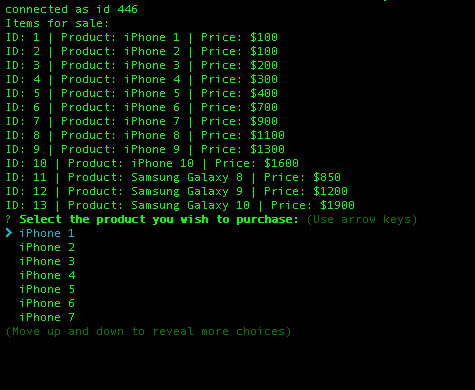 connected as id 446
Items for sale:
ID: 1 | Product: iPhone 1 | Price: $100
ID: 2 | Product: iPhone 2 | Price: $100
ID: 3 | Product: iPhone 3 | Price: $200
ID: 4 | Product: iPhone 4 | Price: $300
ID: 5 | Product: iPhone 5 | Price: $400
ID: 6 | Product: iPhone 6 | Price: $700
ID: 7 | Product: iPhone 7 | Price: $900
ID: 8 | Product: iPhone 8 | Price: $1100
ID: 9 | Product: iPhone 9 | Price: $1300
ID: 10 | Product: iPhone 10 | Price: $1600
ID: 11 | Product: Samsung Galaxy 8 | Price: $850
ID: 12 | Product: Samsung Galaxy 9 | Price: $1200
ID: 13 | Product: Samsung Galaxy 10 | Price: $1900
? Select the product you wish to purchase: (Use arrow keys)
❯ iPhone 1
iPhone 2
iPhone 3
iPhone 4
iPhone 5
iPhone 6
iPhone 7
(Move up and down to reveal more choices)